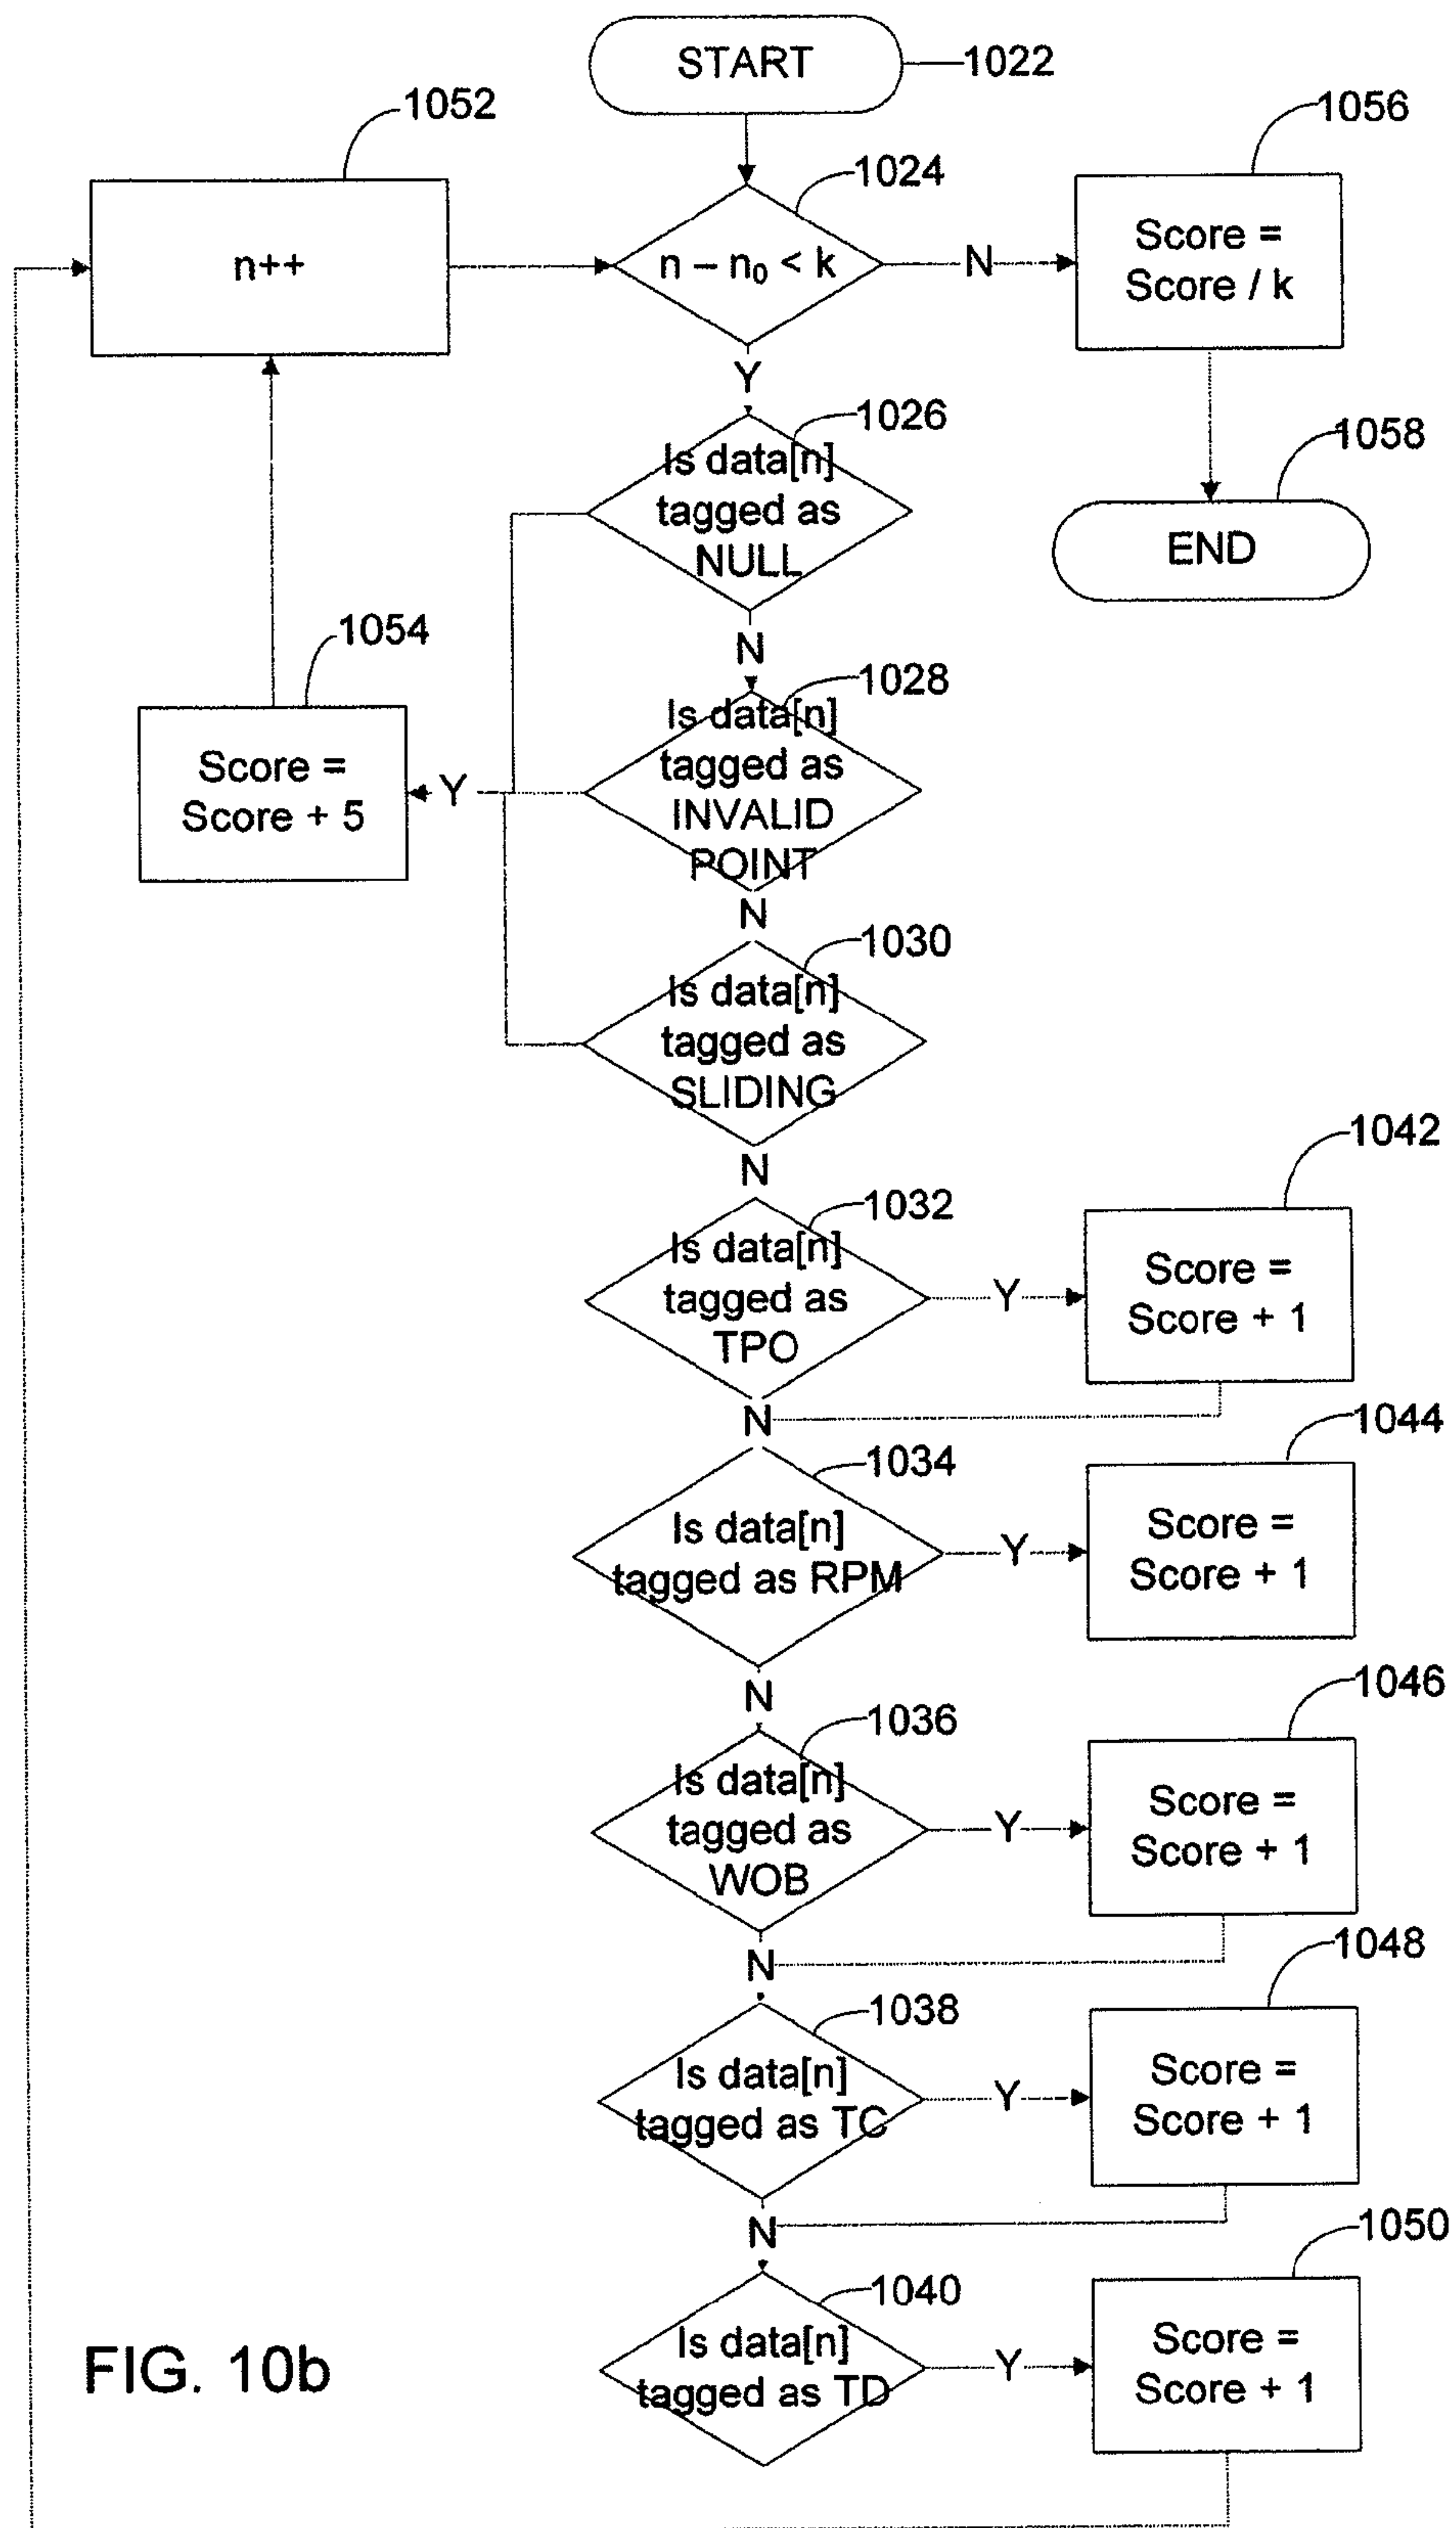 START
1022
1052
1056
1024
n++
n – n₀ < k
N
Score =
Score / k
Y
1026
Is data[n]
tagged as
NULL
1058
END
N
1054
1028
Score =
Score + 5
Y
Is data[n]
tagged as
INVALID
POINT
N
1030
Is data[n]
tagged as
SLIDING
N
1042
1032
Is data[n]
tagged as
TPO
Y
Score =
Score + 1
N
1044
1034
Is data[n]
tagged as RPM
Y
Score =
Score + 1
N
1046
1036
Is data[n]
tagged as
WOB
Y
Score =
Score + 1
N
1048
1038
Is data[n]
tagged as TC
Y
Score =
Score + 1
N
1050
1040
Is data[n]
tagged as TD
Y
Score =
Score + 1
FIG. 10b